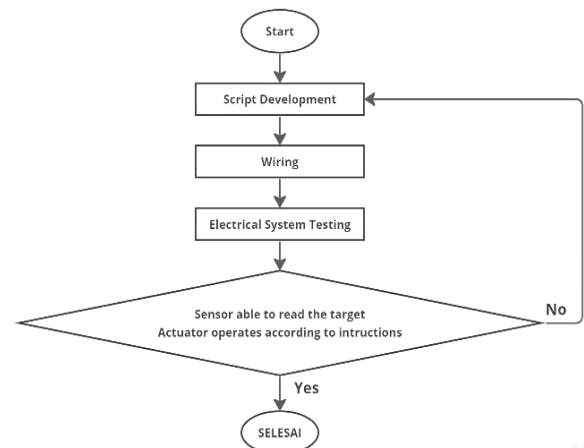 Start
Script Development
Wiring
Electrical System Testing
Sensor able to read the target
Actuator operates according to intructions
No
Yes
SELESAI